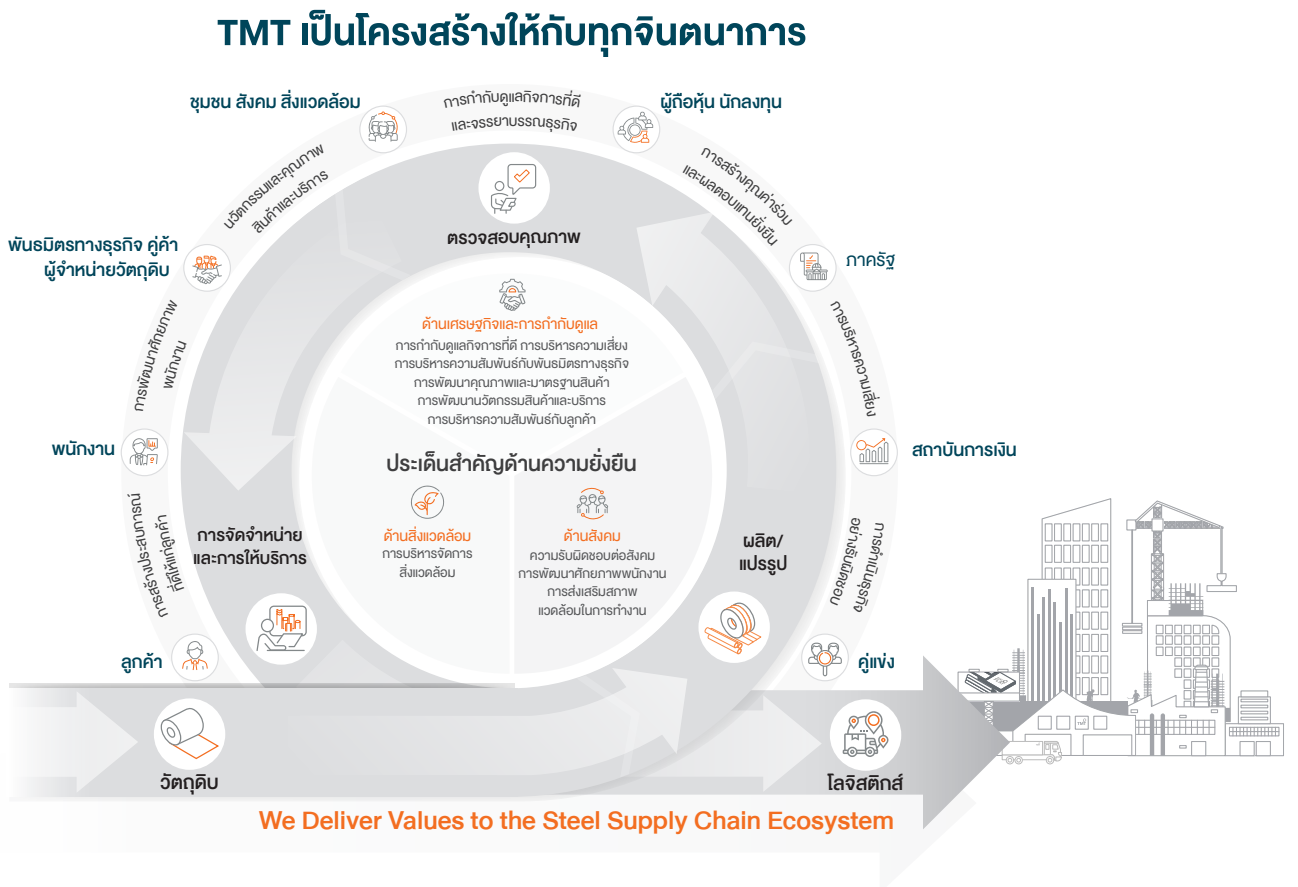 TMT เป็นโครงสร้างให้กับทุกจินตนาการ
ชุมชน สังคม สิ่งแวดล้อม
การกำกับดูแลกิจการที่ดี
และจรรยาบรรณธุรกิจ
ผู้ถือหุ้น นักลงทุน
นวัตกรรมและคุณภาพ
สินค้าและบริการ
การสร้างคุณค่าร่วม
และผลตอบแทนยั่งยืน
พันธมิตรทางธุรกิจ คู่ค้า
ผู้จำหน่ายวัตถุดิบ
ภาครัฐ
ตรวจสอบคุณภาพ
การพัฒนาศักยภาพ
พนักงาน
การบริหารความเสี่ยง
ด้านเศรษฐกิจและการกำกับดูแล
การกำกับดูแลกิจการที่ดี การบริหารความเสี่ยง
การบริหารความสัมพันธ์กับพันธมิตรทางธุรกิจ
การพัฒนาคุณภาพและมาตรฐานสินค้า
การพัฒนานวัตกรรมสินค้าและบริการ
การบริหารความสัมพันธ์กับลูกค้า
พนักงาน
สถาบันการเงิน
ประเด็นสำคัญด้านความยั่งยืน
การสร้างประสบการณ์
ที่ดีให้แก่ลูกค้า
การจัดจำหน่าย
และการให้บริการ
ด้านสิ่งแวดล้อม
การบริหารจัดการ
สิ่งแวดล้อม
ด้านสังคม
ความรับผิดชอบต่อสังคม
การพัฒนาศักยภาพพนักงาน
การส่งเสริมสภาพ
แวดล้อมในการทำงาน
ผลิต/
แปรรูป
การดำเนินธุรกิจ
อย่างรับผิดชอบ
ลูกค้า
คู่แข่ง
TMT
วัตถุดิบ
โลจิสติกส์
We Deliver Values to the Steel Supply Chain Ecosystem